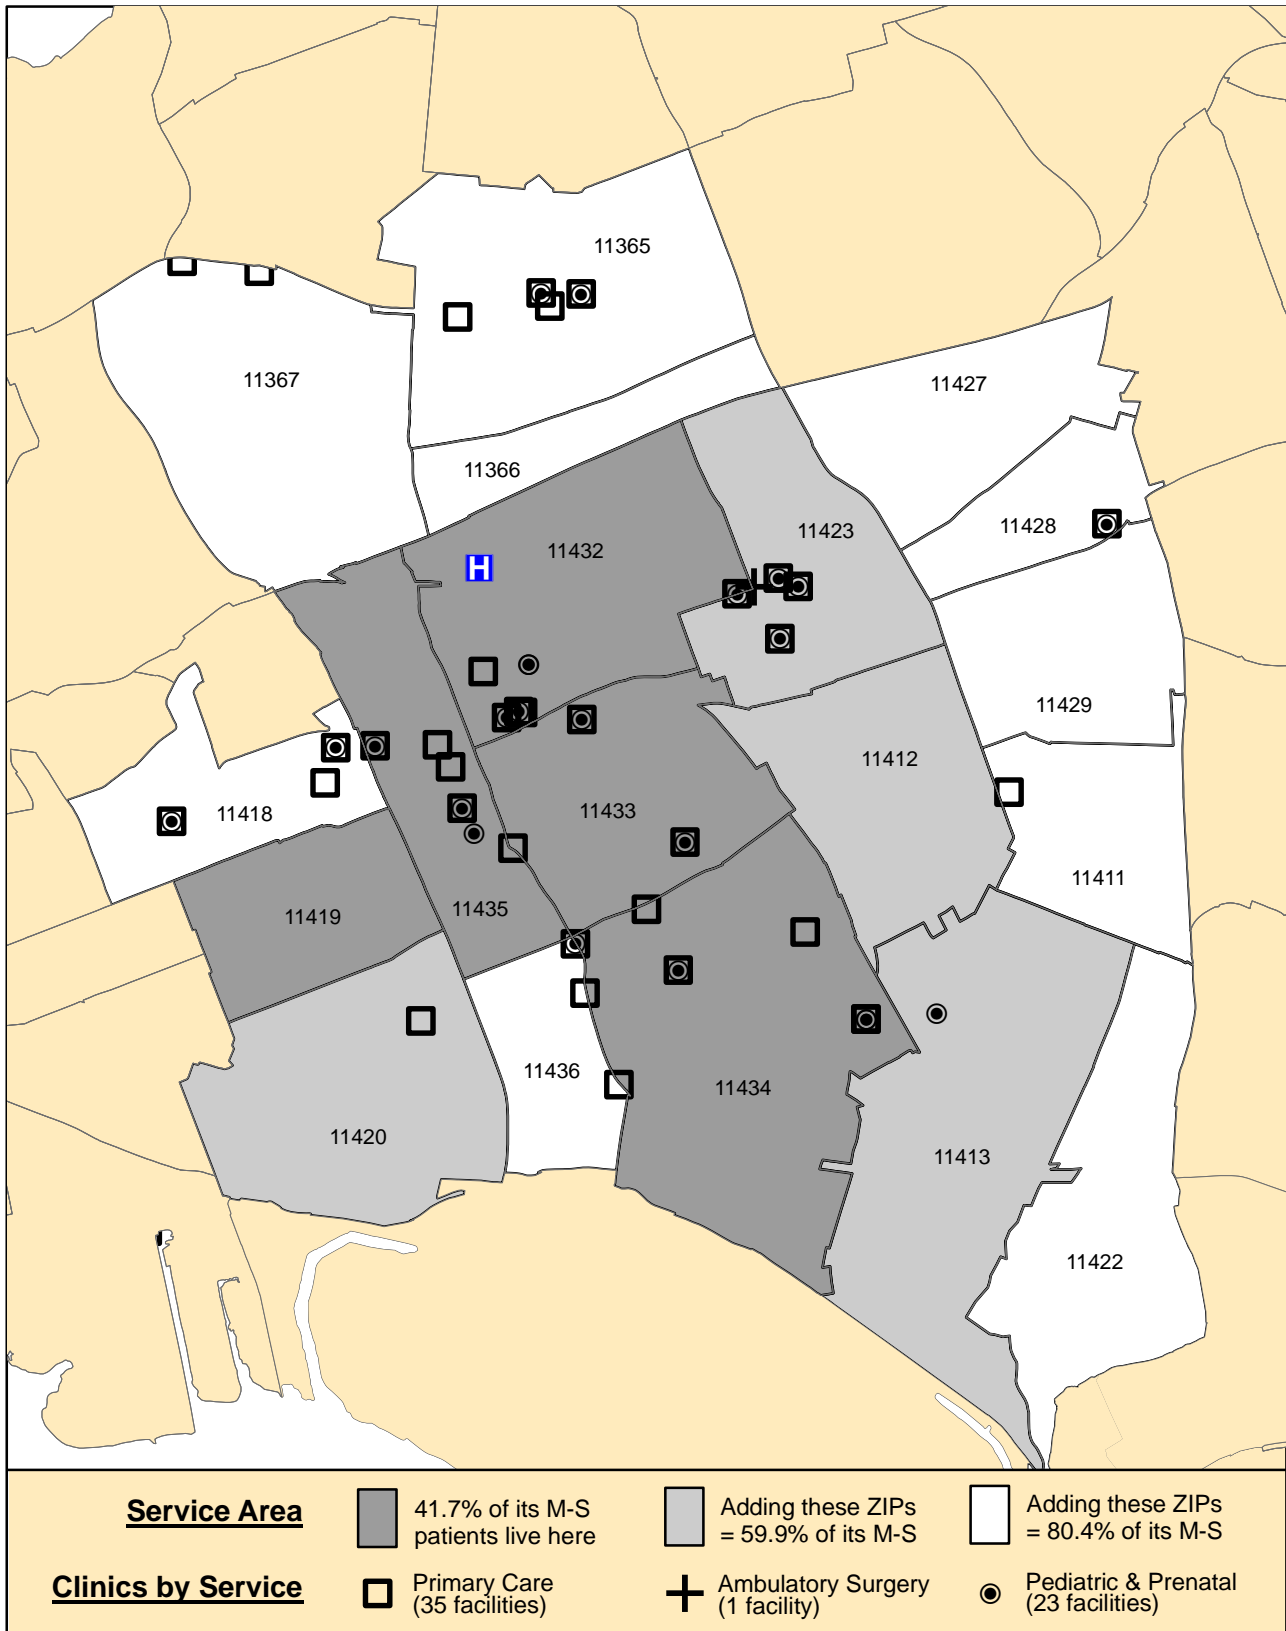 11365
11367
11427
11366
11428
11423
11432
H
11429
11412
11433
11418
11411
11419
11435
11436
11434
11420
11413
11422
Service Area
41.7% of its M-S
patients live here
Adding these ZIPs
= 59.9% of its M-S
Adding these ZIPs
= 80.4% of its M-S
Clinics by Service
Primary Care
(35 facilities)
Ambulatory Surgery
(1 facility)
Pediatric & Prenatal
(23 facilities)